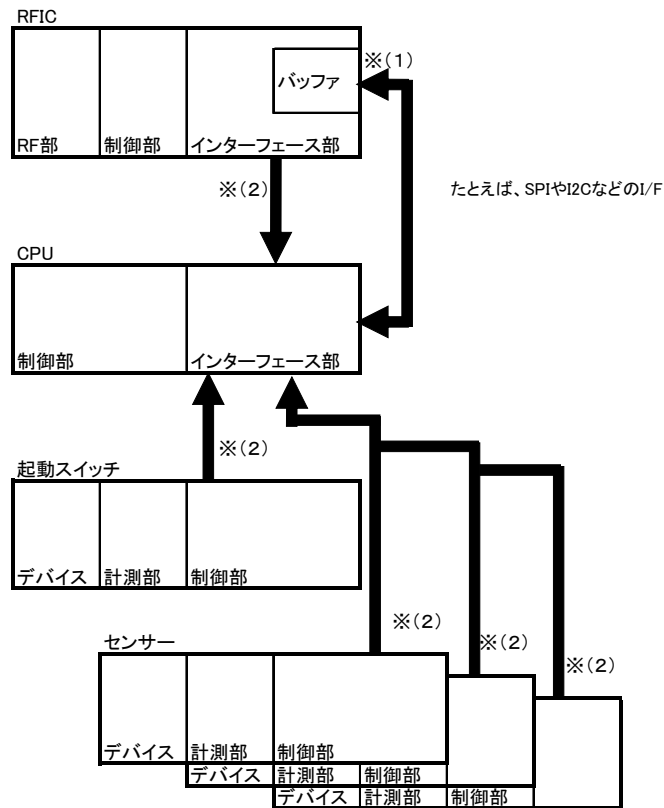 RFIC
※(1)
バッファ
RF部
制御部
インターフェース部
※(2)
たとえば、SPIやI2CなどのI/F
CPU
制御部
インターフェース部
※(2)
起動スイッチ
デバイス
計測部
制御部
※(2)
センサー
※(2)
※(2)
デバイス
計測部
制御部
デバイス
計測部
制御部
デバイス
計測部
制御部